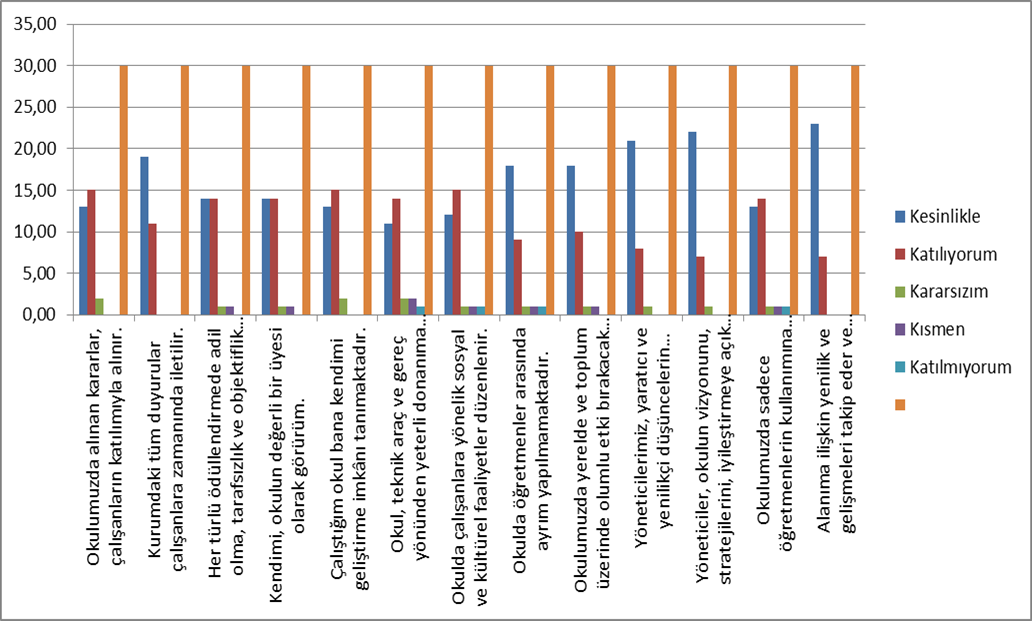 35,00
30,00
25,00
20,00
15,00
10,00
5,00
0,00
Okulumuzda alınan kararlar,
çalışanların katılımıyla alınır.
Kurumdaki tüm duyurular
çalışanlara zamanında iletilir.
Her türlü ödüllendirmede adil
olma, tarafsızlık ve objektiflik…
Kendimi, okulun değerli bir üyesi
olarak görürüm.
Çalıştığım okul bana kendimi
geliştirme imkânı tanımaktadır.
Okul, teknik araç ve gereç
yönünden yeterli donanıma…
Okulda çalışanlara yönelik sosyal
ve kültürel faaliyetler düzenlenir.
Okulda öğretmenler arasında
ayrım yapılmamaktadır.
Okulumuzda yerelde ve toplum
üzerinde olumlu etki bırakacak…
Yöneticilerimiz, yaratıcı ve
yenilikçi düşüncelerin…
Yöneticiler, okulun vizyonunu,
stratejilerini, iyileştirmeye açık…
Okulumuzda sadece
öğretmenlerin kullanımına…
Alanıma ilişkin yenilik ve
gelişmeleri takip eder ve…
Kesinlikle
Katılıyorum
Kararsızım
Kısmen
Katılmıyorum